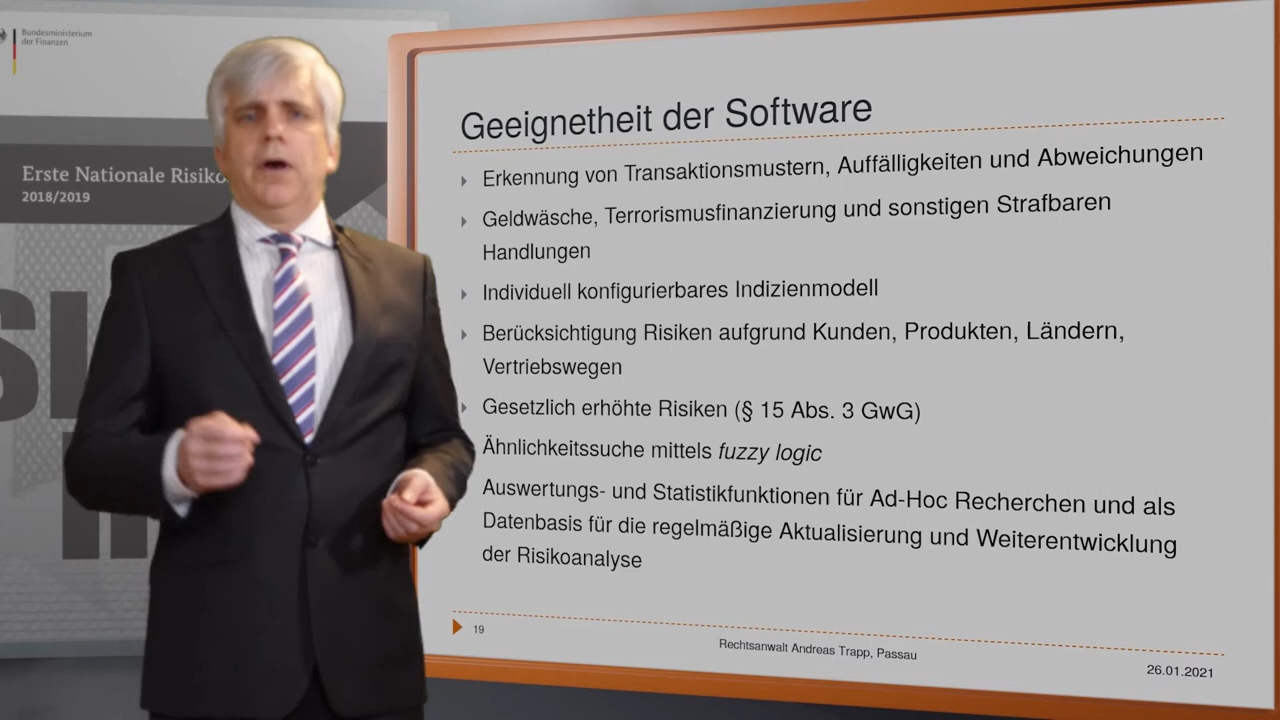 Bundesministerium
der Finanzen
Erste Nationale
2018/2019
Geeignetheit der Software
Erkennung von Transaktionsmustern, Auffälligkeiten und Abweichungen
Geldwäsche, Terrorismusfinanzierung und sonstigen Strafbaren
Handlungen
Individuell konfigurierbares Indizienmodell
Berücksichtigung Risiken aufgrund Kunden, Produkten, Ländern,
Vertriebswegen
Gesetzlich erhöhte Risiken (§ 15 Abs. 3 GwG)
Ähnlichkeitssuche mittels fuzzy logic
Auswertungs- und Statistikfunktionen für Ad-Hoc Recherchen und als
Datenbasis für die regelmäßige Aktualisierung und Weiterentwicklung
der Risikoanalyse
19
Rechtsanwalt Andreas Trapp, Passau
26.01.2021